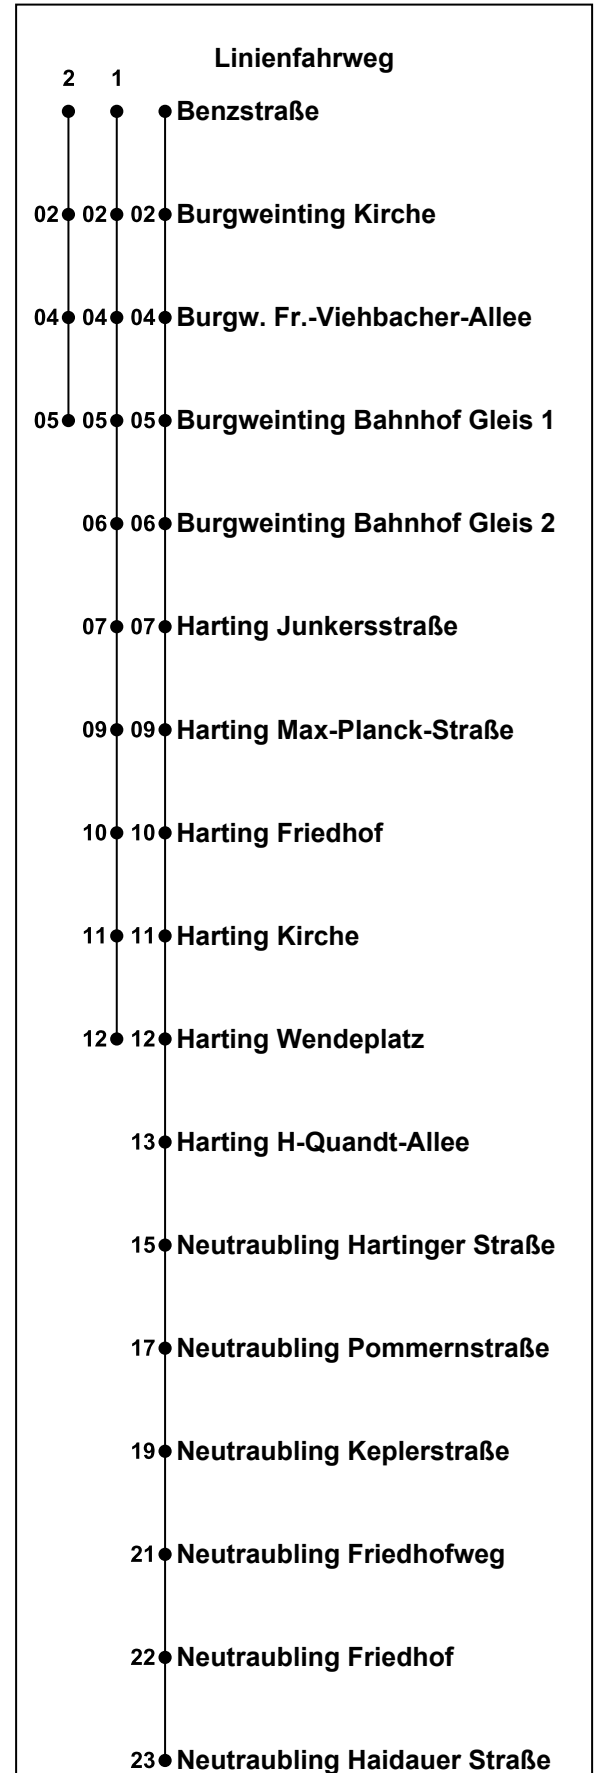 Linienfahrweg
2 1
Benzstraße
02 02 02 Burgweinting Kirche
04 04 04 Burgw. Fr.-Viehbacher-Allee
05 05 05 Burgweinting Bahnhof Gleis 1
06 06 Burgweinting Bahnhof Gleis 2
07 07 Harting Junkersstraße
09 09 Harting Max-Planck-Straße
10 10 Harting Friedhof
11 11 Harting Kirche
12 12 Harting Wendeplatz
13 Harting H-Quandt-Allee
15 Neutraubling Hartinger Straße
17 Neutraubling Pommernstraße
19 Neutraubling Keplerstraße
21 Neutraubling Friedhofweg
22 Neutraubling Friedhof
23 Neutraubling Haidauer Straße